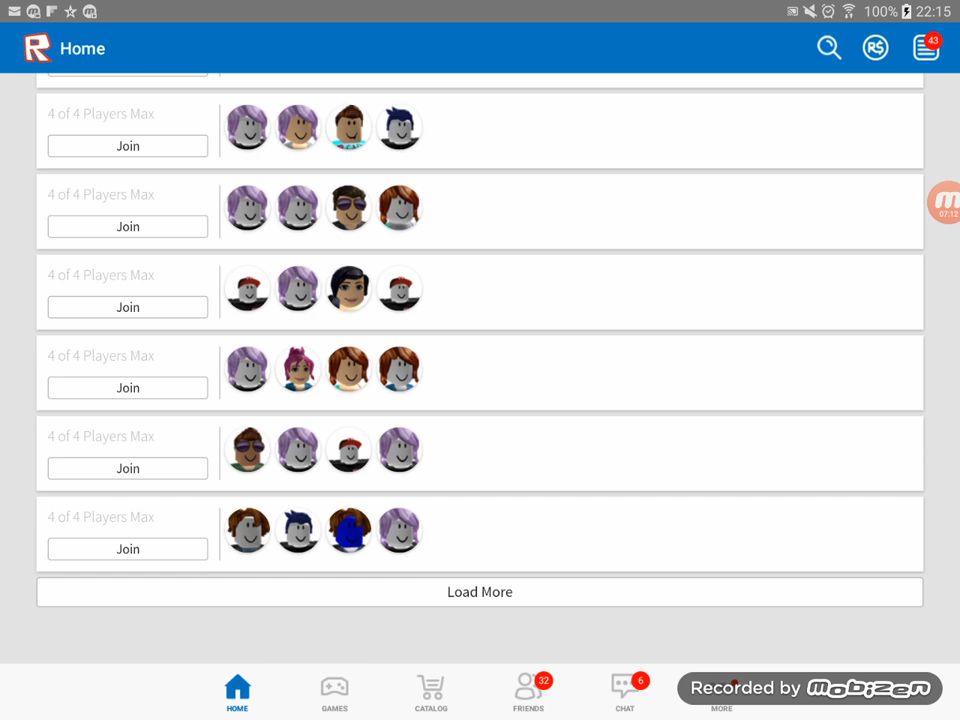 100% 22:15
R Home R$ 43
4 of 4 Players Max
Join
m 07:12
4 of 4 Players Max
Join
4 of 4 Players Max
Join
4 of 4 Players Max
Join
4 of 4 Players Max
Join
4 of 4 Players Max
Join
Load More
32 6
Recorded by mobizen
HOME GAMES CATALOG FRIENDS CHAT MORE